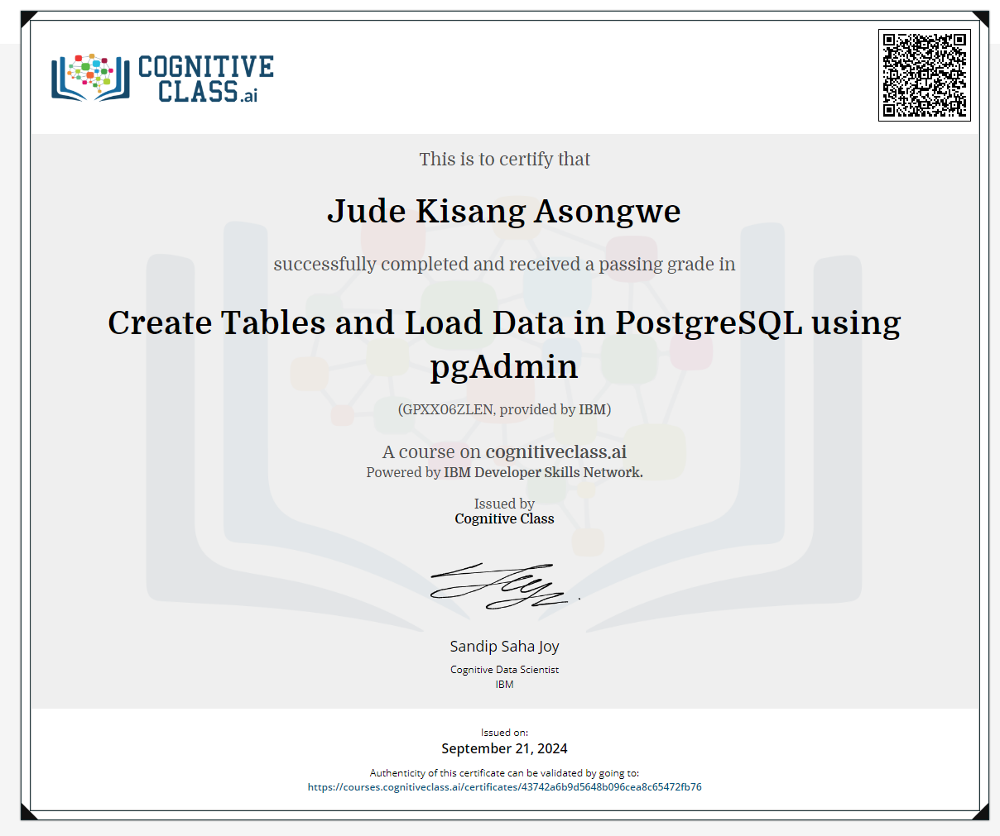 COGNITIVE
CLASS.ai
This is to certify that
Jude Kisang Asongwe
successfully completed and received a passing grade in
Create Tables and Load Data in PostgreSQL using
pgAdmin
(GPXX06ZLEN, provided by IBM)
A course on cognitiveclass.ai
Powered by IBM Developer Skills Network.
Issued by
Cognitive Class
Sandip Saha Joy
Cognitive Data Scientist
IBM
Issued on:
September 21, 2024
Authenticity of this certificate can be validated by going to:
https://courses.cognitiveclass.ai/certificates/43742a6b9d5648b096cea8c65472fb76